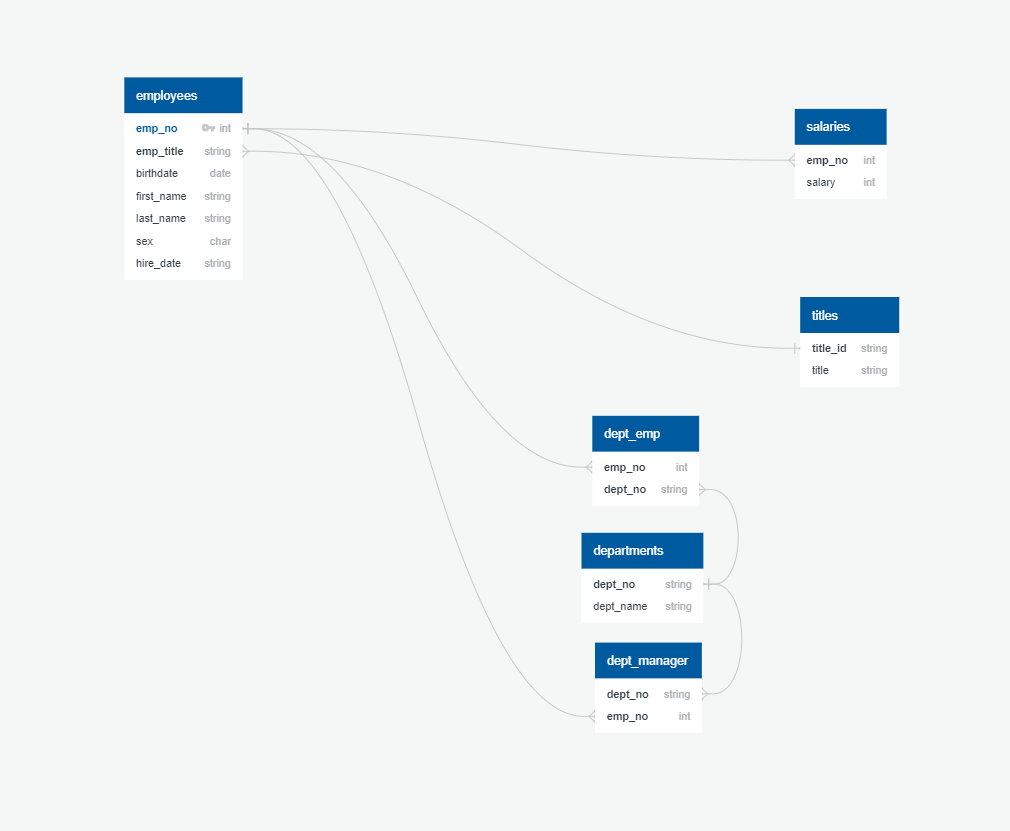 employees
emp_no int
emp_title string
birthdate date
first_name string
last_name string
sex char
hire_date string
salaries
emp_no int
salary int
titles
title_id string
title string
dept_emp
emp_no int
dept_no string
departments
dept_no string
dept_name string
dept_manager
dept_no string
emp_no int